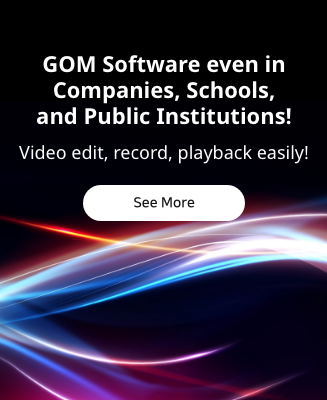 GOM Software even in
Companies, Schools,
and Public Institutions!
Video edit, record, playback easily!
See More